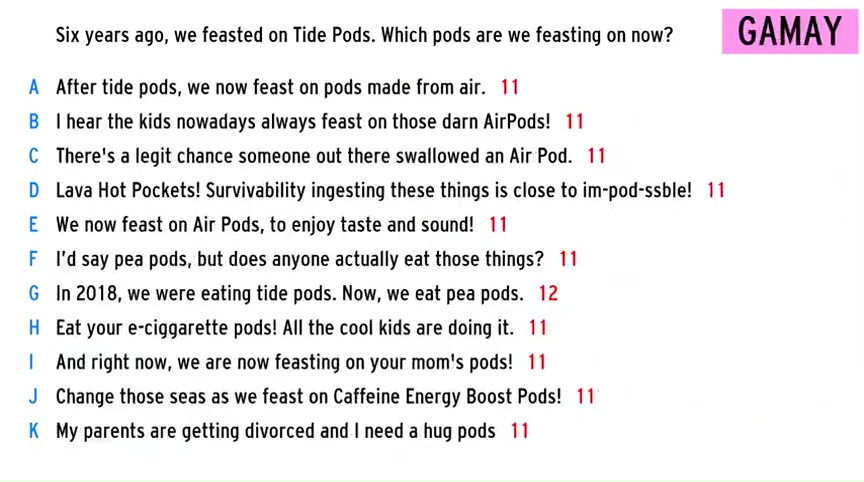 Six years ago, we feasted on Tide Pods. Which pods are we feasting on now?
GAMAY
A After tide pods, we now feast on pods made from air. 11
B I hear the kids nowadays always feast on those darn AirPods! 11
C There's a legit chance someone out there swallowed an Air Pod. 11
D Lava Hot Pockets! Survivability ingesting these things is close to im-pod-ssble! 11
E We now feast on Air Pods, to enjoy taste and sound! 11
F I'd say pea pods, but does anyone actually eat those things? 11
G In 2018, we were eating tide pods. Now, we eat pea pods. 12
H Eat your e-ciggarette pods! All the cool kids are doing it. 11
I And right now, we are now feasting on your mom's pods! 11
J Change those seas as we feast on Caffeine Energy Boost Pods! 11
K My parents are getting divorced and I need a hug pods 11